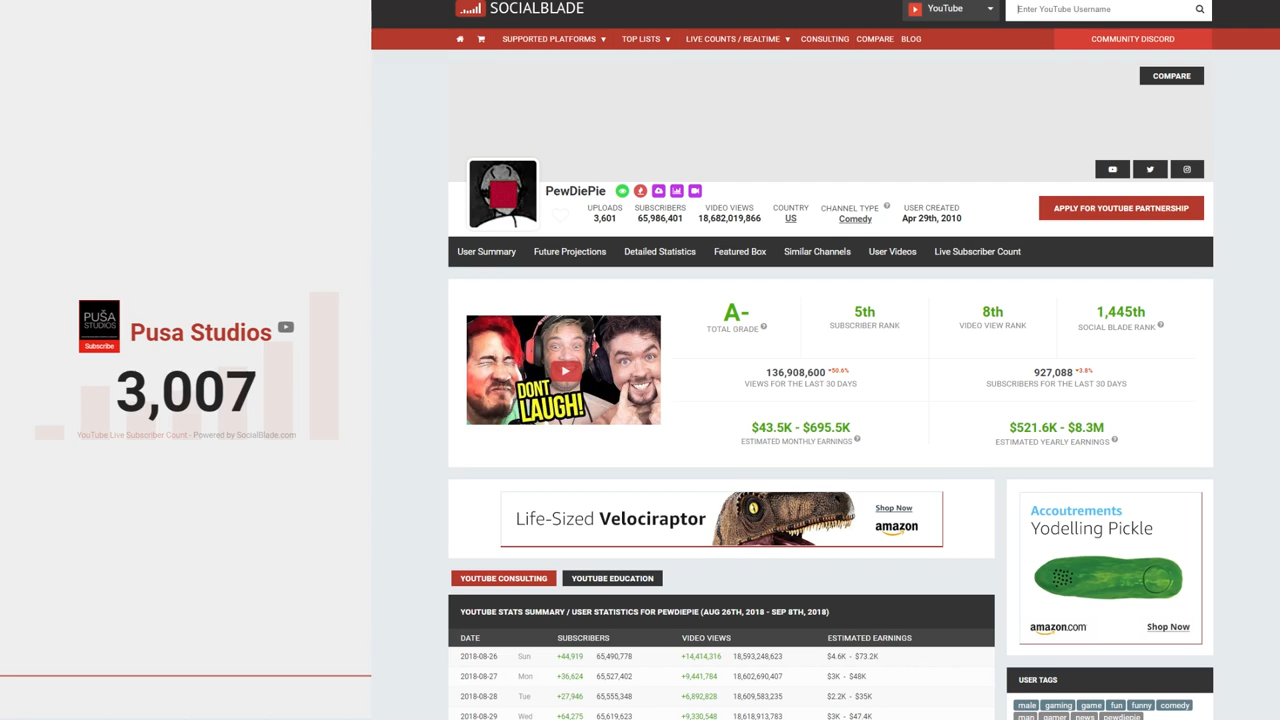 SOCIALBLADE
YouTube
Enter YouTube Username
SUPPORTED PLATFORMS TOP LISTS LIVE COUNTS / REALTIME CONSULTING COMPARE BLOG
COMMUNITY DISCORD
COMPARE
PewDiePie
UPLOADS SUBSCRIBERS VIDEO VIEWS COUNTRY CHANNEL TYPE USER CREATED
3,601 65,986,401 18,682,019,866 US Comedy Apr 29th, 2010
APPLY FOR YOUTUBE PARTNERSHIP
User Summary Future Projections Detailed Statistics Featured Box Similar Channels User Videos Live Subscriber Count
PUŠA
STUDIOS
Subscribe
Pusa Studios
3,007
YouTube Live Subscriber Count - Powered by SocialBlade.com
DONT
LAUGH!
A- 5th 8th 1,445th
TOTAL GRADE SUBSCRIBER RANK VIDEO VIEW RANK SOCIAL BLADE RANK
136,908,600 50.6% 927,088 3.8%
VIEWS FOR THE LAST 30 DAYS SUBSCRIBERS FOR THE LAST 30 DAYS
$43.5K - $695.5K $521.6K - $8.3M
ESTIMATED MONTHLY EARNINGS ESTIMATED YEARLY EARNINGS
Life-Sized Velociraptor
Shop Now
amazon
Accoutrements
Yodelling Pickle
amazon.com Shop Now
YOUTUBE CONSULTING YOUTUBE EDUCATION
YOUTUBE STATS SUMMARY / USER STATISTICS FOR PEWDIEPIE (AUG 26TH, 2018 - SEP 8TH, 2018)
DATE SUBSCRIBERS VIDEO VIEWS ESTIMATED EARNINGS
2018-08-26 Sun +44,919 65,490,778 +14,414,316 18,593,248,623 $4.6K - $73.2K
2018-08-27 Mon +36,624 65,527,402 +9,441,784 18,602,690,407 $3K - $48K
2018-08-28 Tue +27,946 65,555,348 +6,892,828 18,609,583,235 $2.2K - $35K
2018-08-29 Wed +64,275 65,619,623 +9,330,548 18,618,913,783 $3K - $47.4K
USER TAGS
male gaming game fun funny comedy
man gamer news pewdiepie